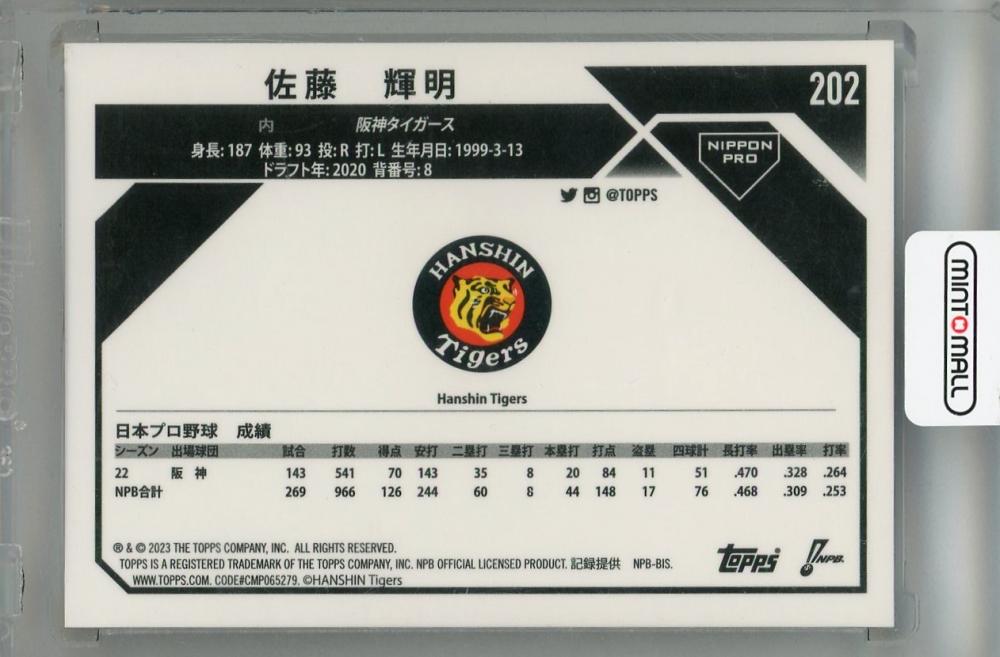 佐藤 輝明
202
内 阪神タイガース
身長: 187 体重: 93 投: R 打: L 生年月日: 1999-3-13
ドラフト年: 2020 背番号: 8
NIPPON
PRO
@TOPPS
HANSHIN
Tigers
Hanshin Tigers
MINT MALL
日本プロ野球 成績
シーズン 出場球団 試合 打数 得点 安打 二塁打 三塁打 本塁打 打点 盗塁 四球計 長打率 出塁率 打率
22 阪 神 143 541 70 143 35 8 20 84 11 51 .470 .328 .264
NPB合計 269 966 126 244 60 8 44 148 17 76 .468 .309 .253
® & © 2023 THE TOPPS COMPANY, INC. ALL RIGHTS RESERVED.
TOPPS IS A REGISTERED TRADEMARK OF THE TOPPS COMPANY, INC. NPB OFFICIAL LICENSED PRODUCT. 記録提供 NPB-BIS.
WWW.TOPPS.COM. CODE#CMP065279. ©HANSHIN Tigers
Topps
NPB